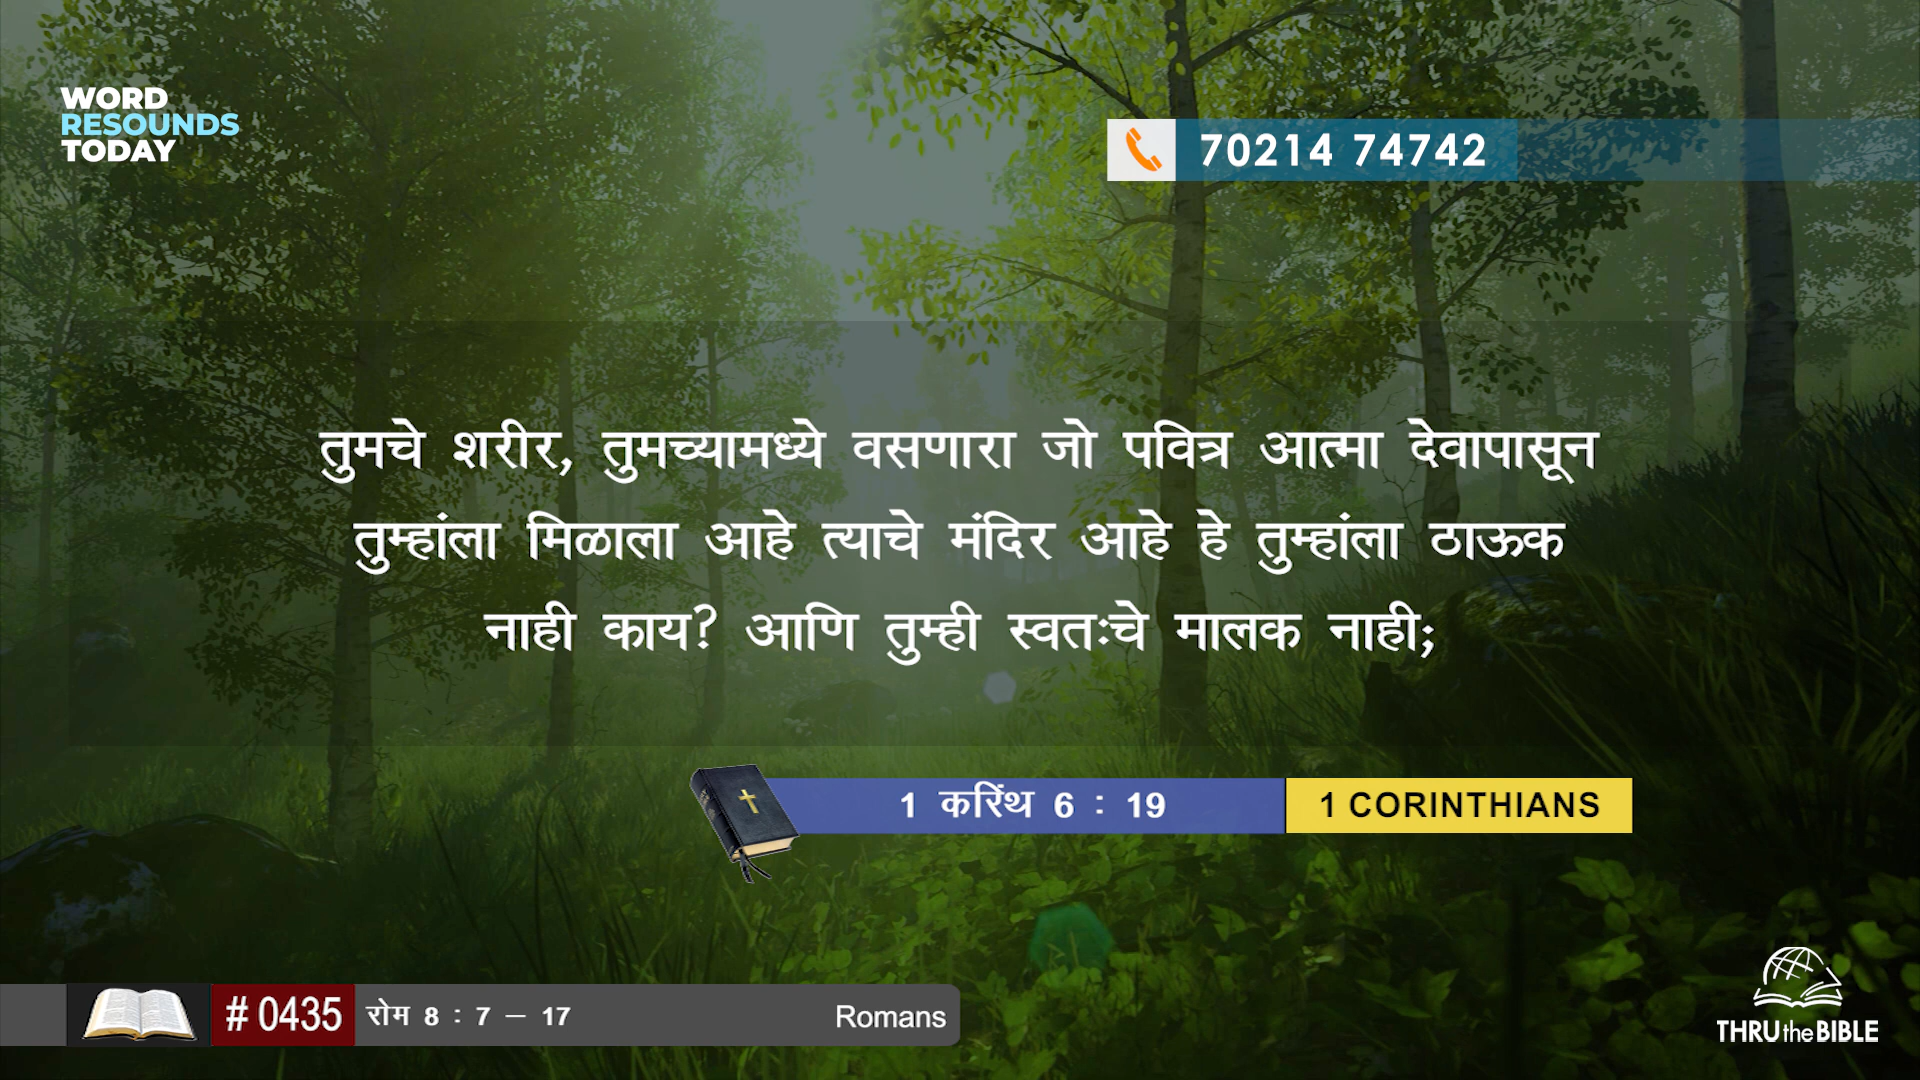 WORD
RESOUNDS
TODAY
70214 74742
तुमचे शरीर, तुमच्यामध्ये वसणारा जो पवित्र आत्मा देवापासून
तुम्हांला मिळाला आहे त्याचे मंदिर आहे हे तुम्हांला ठाऊक
नाही काय? आणि तुम्ही स्वतःचे मालक नाही;
1 करिंथ 6 : 19 1 CORINTHIANS
# 0435 रोम 8 : 7 – 17 Romans
THRU the BIBLE